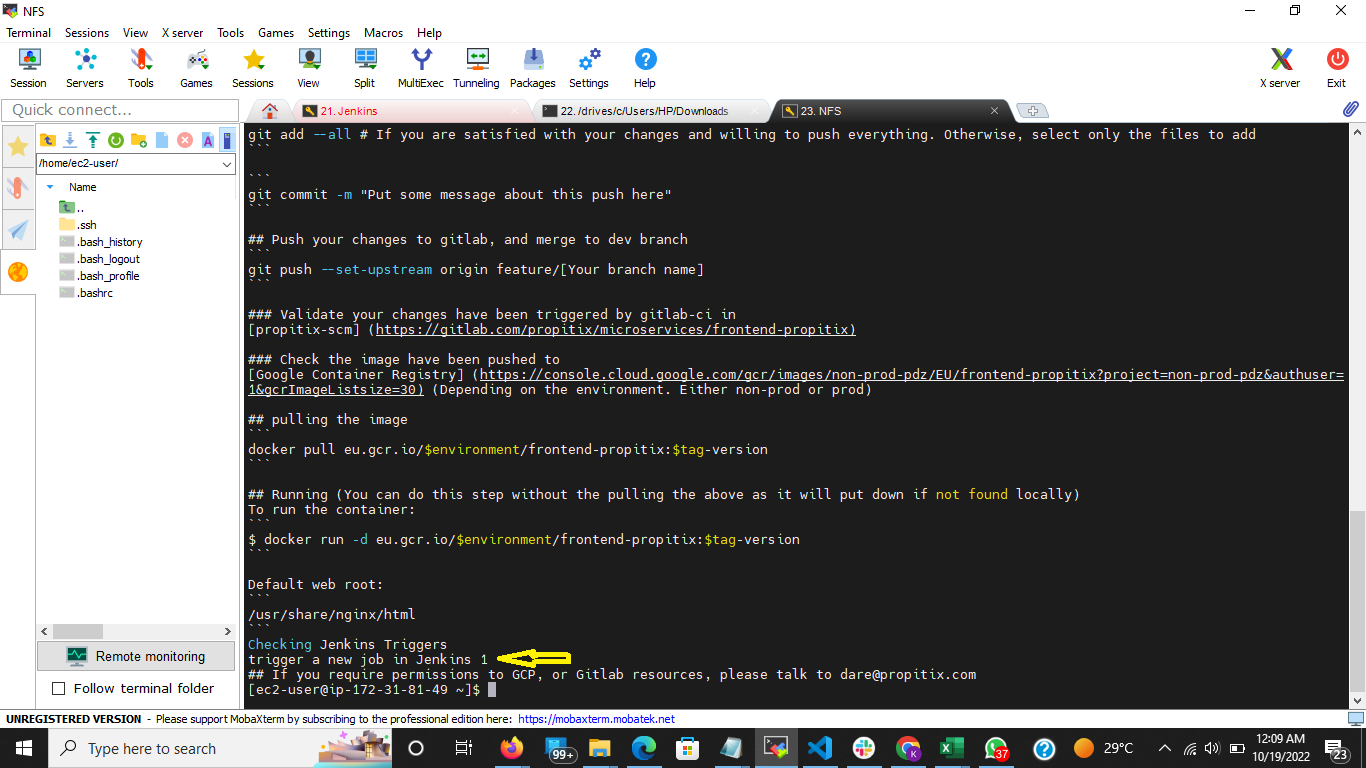 NFS
Terminal Sessions View X server Tools Games Settings Macros Help
Session Servers Tools Games Sessions View Split MultiExec Tunneling Packages Settings Help X server Exit
Quick connect... 21. Jenkins 22. /drives/c/Users/HP/Downloads 23. NFS
/home/ec2-user/
Name
..
.ssh
.bash_history
.bash_logout
.bash_profile
.bashrc
Remote monitoring
Follow terminal folder
git add --all # If you are satisfied with your changes and willing to push everything. Otherwise, select only the files to add
```
```
git commit -m "Put some message about this push here"
```
## Push your changes to gitlab, and merge to dev branch
```
git push --set-upstream origin feature/[Your branch name]
```
### Validate your changes have been triggered by gitlab-ci in
[propitix-scm] (https://gitlab.com/propitix/microservices/frontend-propitix)
### Check the image have been pushed to
[Google Container Registry] (https://console.cloud.google.com/gcr/images/non-prod-pdz/EU/frontend-propitix?project=non-prod-pdz&authuser=
1&gcrImageListsize=30) (Depending on the environment. Either non-prod or prod)
## pulling the image
```
docker pull eu.gcr.io/$environment/frontend-propitix:$tag-version
```
## Running (You can do this step without the pulling the above as it will put down if not found locally)
To run the container:
```
$ docker run -d eu.gcr.io/$environment/frontend-propitix:$tag-version
```
Default web root:
```
/usr/share/nginx/html
```
Checking Jenkins Triggers
trigger a new job in Jenkins 1
## If you require permissions to GCP, or Gitlab resources, please talk to dare@propitix.com
[ec2-user@ip-172-31-81-49 ~]$
UNREGISTERED VERSION - Please support MobaXterm by subscribing to the professional edition here: https://mobaxterm.mobatek.net
Type here to search
99+
K
37
29°C
12:09 AM
10/19/2022
23